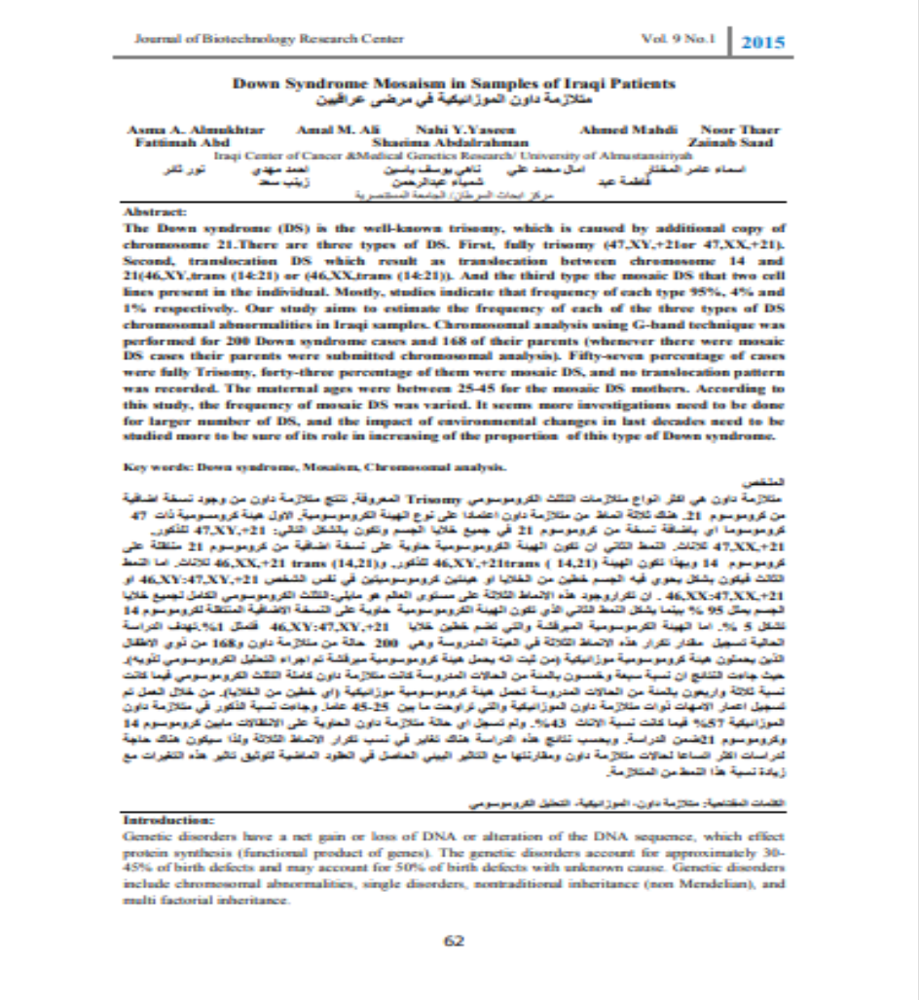 Journal of Biotechnology Research Center Vol. 9 No.1 2015
Down Syndrome Mosaism in Samples of Iraqi Patients
متلازمة داون الموزائيكية في مرضى عراقيين
Asma A. Almukhtar Amal M. Ali Nahi Y.Yaseen Ahmed Mahdi Noor Thaer
Fattimah Abd Shaeima Abdalrahman Zainab Saad
Iraqi Center of Cancer &Medical Genetics Research/ University of Almustansiriyah
اسماء عامر المختار امال محمد علي ناهي يوسف ياسين احمد مهدي نور ثائر
فاطمة عبد شيماء عبدالرحمن زينب سعد
مركز ابحاث السرطان/ الجامعة المستنصرية
Abstract:
The Down syndrome (DS) is the well-known trisomy, which is caused by additional copy of
chromosome 21.There are three types of DS. First, fully trisomy (47,XY,+21or 47,XX,+21).
Second, translocation DS which result as translocation between chromosome 14 and
21(46,XY,trans (14:21) or (46,XX,trans (14:21)). And the third type the mosaic DS that two cell
lines present in the individual. Mostly, studies indicate that frequency of each type 95%, 4% and
1% respectively. Our study aims to estimate the frequency of each of the three types of DS
chromosomal abnormalities in Iraqi samples. Chromosomal analysis using G-band technique was
performed for 200 Down syndrome cases and 168 of their parents (whenever there were mosaic
DS cases their parents were submitted chromosomal analysis). Fifty-seven percentage of cases
were fully Trisomy, forty-three percentage of them were mosaic DS, and no translocation pattern
was recorded. The maternal ages were between 25-45 for the mosaic DS mothers. According to
this study, the frequency of mosaic DS was varied. It seems more investigations need to be done
for larger number of DS, and the impact of environmental changes in last decades need to be
studied more to be sure of its role in increasing of the proportion of this type of Down syndrome.
Key words: Down syndrome, Mosaism, Chromosomal analysis.
الملخص
متلازمة داون هي اكثر انواع متلازمات التثلث الكروموسومي Trisomy المعروفة. تنتج متلازمة داون من وجود نسخة اضافية
من كروموسوم 21. هناك ثلاثة انماط من متلازمة داون اعتمادا على نوع الهيئة الكروموسومية, الاول هيئة كروموسومية ذات 47
كروموسوما اي باضافة نسخة من كروموسوم 21 في جميع خلايا الجسم وتكون بالشكل التالي: 47,XY,+21 للذكور,
47,XX,+21 للاناث. النمط الثاني ان تكون الهيئة الكروموسومية حاوية على نسخة اضافية من كروموسوم 21 منتقلة على
كروموسوم 14 وبهذا تكون الهيئة 46,XY,+21trans ( 14,21) للذكور, و46,XX,+21 trans (14,21) للاناث. اما النمط
الثالث فيكون بشكل يحوي فيه الجسم خطين من الخلايا او هيئتين كروموسوميتين في نفس الشخص 46,XY:47,XY,+21 او
46,XX:47,XX,+21 . ان تكراروجود هذه الانماط الثلاثة على مستوى العالم هو مايلي:التثلث الكروموسومي الكامل لجميع خلايا
الجسم يمثل 95 % بينما يشكل النمط الثاني الذي تكون الهيئة الكروموسومية حاوية على النسخة الاضافية المنتقلة لكروموسوم 14
تشكل 5 %. اما الهيئة الكروموسومية المبرقشة والتي تضم خطين خلايا 46,XY:47,XY,+21 فتمثل 1%.تهدف الدراسة
الحالية تسجيل مقدار تكرار هذه الانماط الثلاثة في العينة المدروسة وهي 200 حالة من متلازمة داون و168 من ذوي الاطفال
الذين يحملون هيئة كروموسومية موزائيكية (من ثبت انه يحمل هيئة كروموسومية مبرقشة تم اجراء التحليل الكروموسومي لذويه).
حيث جاءت النتائج ان نسبة سبعة وخمسون بالمئة من الحالات المدروسة كانت متلازمة داون كاملة التثلث الكروموسومي فيما كانت
نسبة ثلاثة واربعون بالمئة من الحالات المدروسة تحمل هيئة كروموسومية موزائيكية (اي خطين من الخلايا). من خلال العمل تم
تسجيل اعمار الامهات ذوات متلازمة داون الموزائيكية والتي تراوحت ما بين 25-45 عاما. وجاءت نسبة الذكور في متلازمة داون
الموزائيكية 57% فيما كانت نسبة الاناث 43%. ولم تسجل اي حالة متلازمة داون الحاوية على الانتقالات مابين كروموسوم 14
وكروموسوم 21ضمن الدراسة. وبحسب نتائج هذه الدراسة هناك تغاير في نسب تكرار الانماط الثلاثة ولذا سيكون هناك حاجة
لدراسات اكثر اتساعا لحالات متلازمة داون ومقارنتها مع التاثير البيئي الحاصل في العقود الماضية لتوثيق تاثير هذه التغيرات مع
زيادة نسبة هذا النمط من المتلازمة.
الكلمات المفتاحية: متلازمة داون، الموزائيكية، التحليل الكروموسومي
Introduction:
Genetic disorders have a net gain or loss of DNA or alteration of the DNA sequence, which effect
protein synthesis (functional product of genes). The genetic disorders account for approximately 30-
45% of birth defects and may account for 50% of birth defects with unknown cause. Genetic disorders
include chromosomal abnormalities, single disorders, nontraditional inheritance (non Mendelian), and
multi factorial inheritance.
62